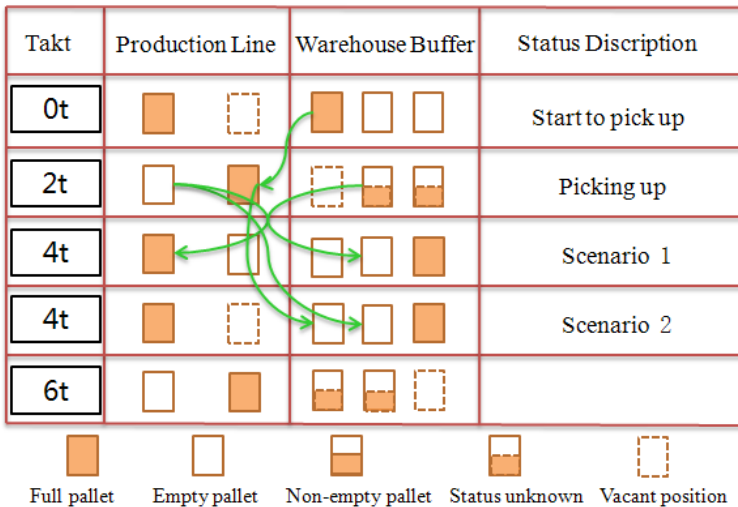 Takt Production Line Warehouse Buffer Status Discription
0t Start to pick up
2t Picking up
4t Scenario 1
4t Scenario 2
6t
Full pallet Empty pallet Non-empty pallet Status unknown Vacant position